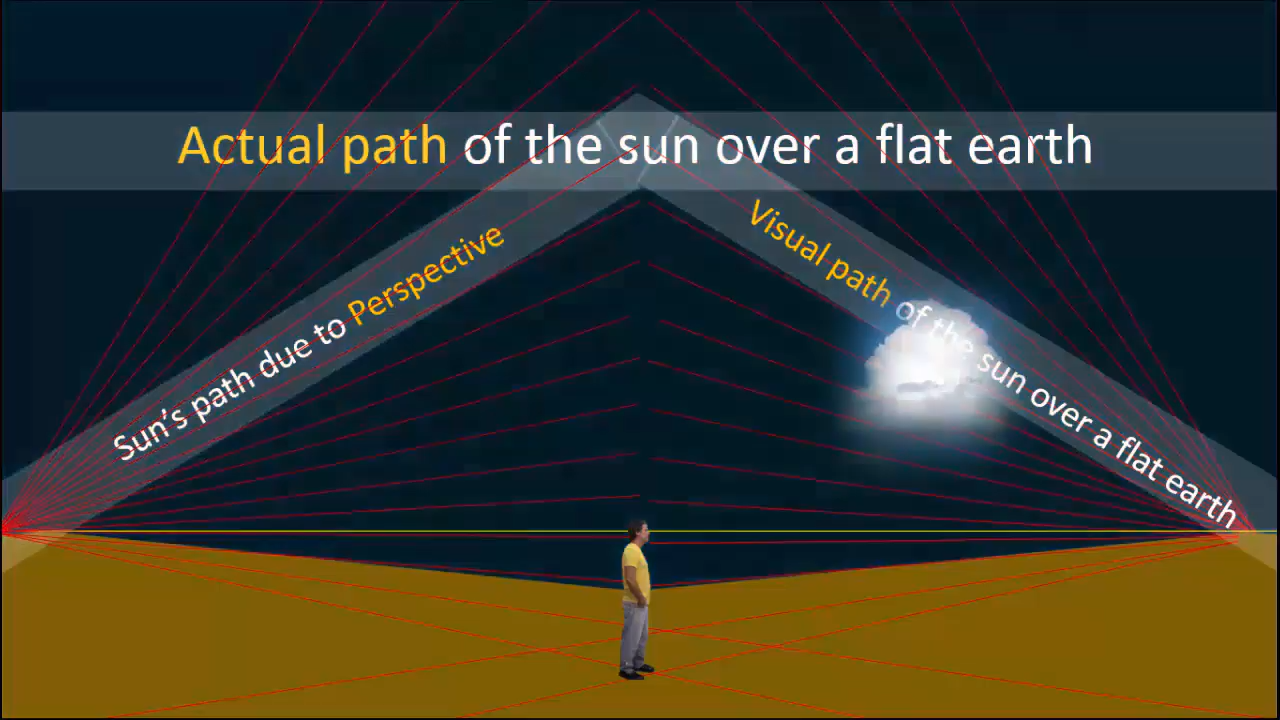 Actual path of the sun over a flat earth
Sun's path due to Perspective
Visual path of the sun over a flat earth